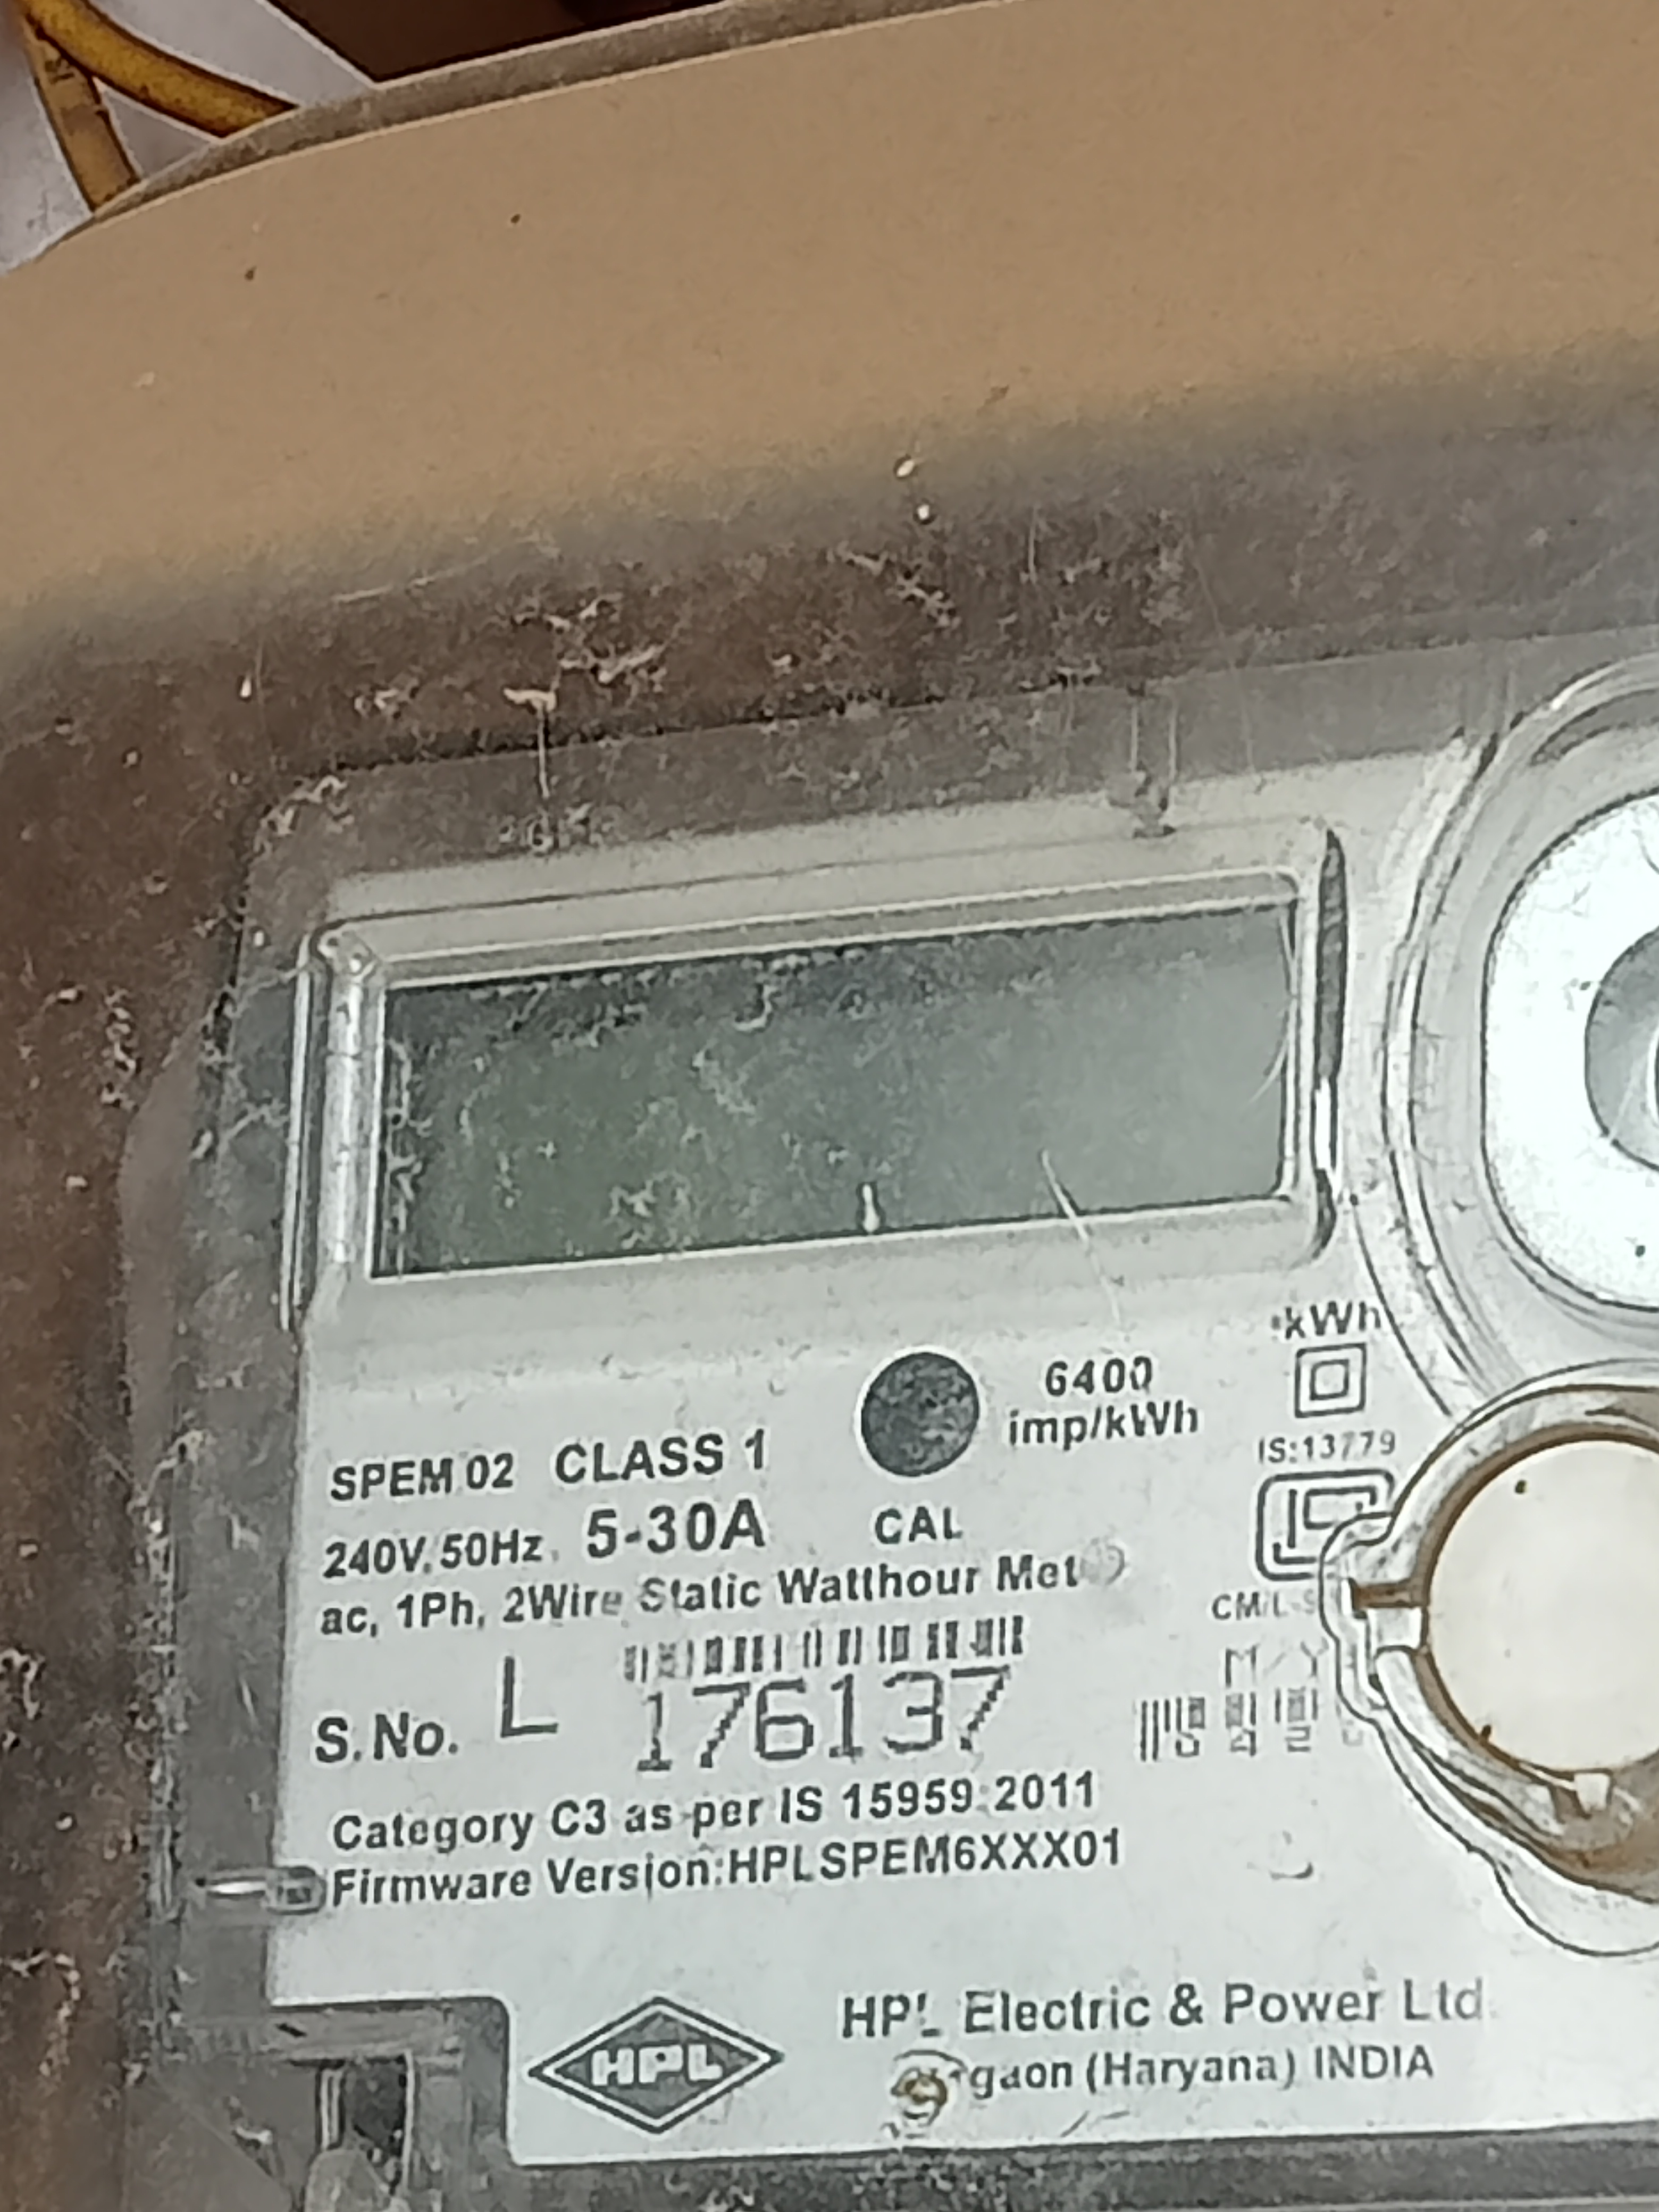 6400
imp/kWh
kWh
IS:13779
SPEM 02 CLASS 1
240V, 50Hz, 5-30A
CAL
ac, 1Ph, 2Wire Static Watthour
CM/L-
S.No. L 176137
M/Y
Category C3 as per IS 15959:2011
Firmware Version:HPLSPEM6XXX01
HPL
HPL Electric & Power Ltd.
(Haryana) INDIA